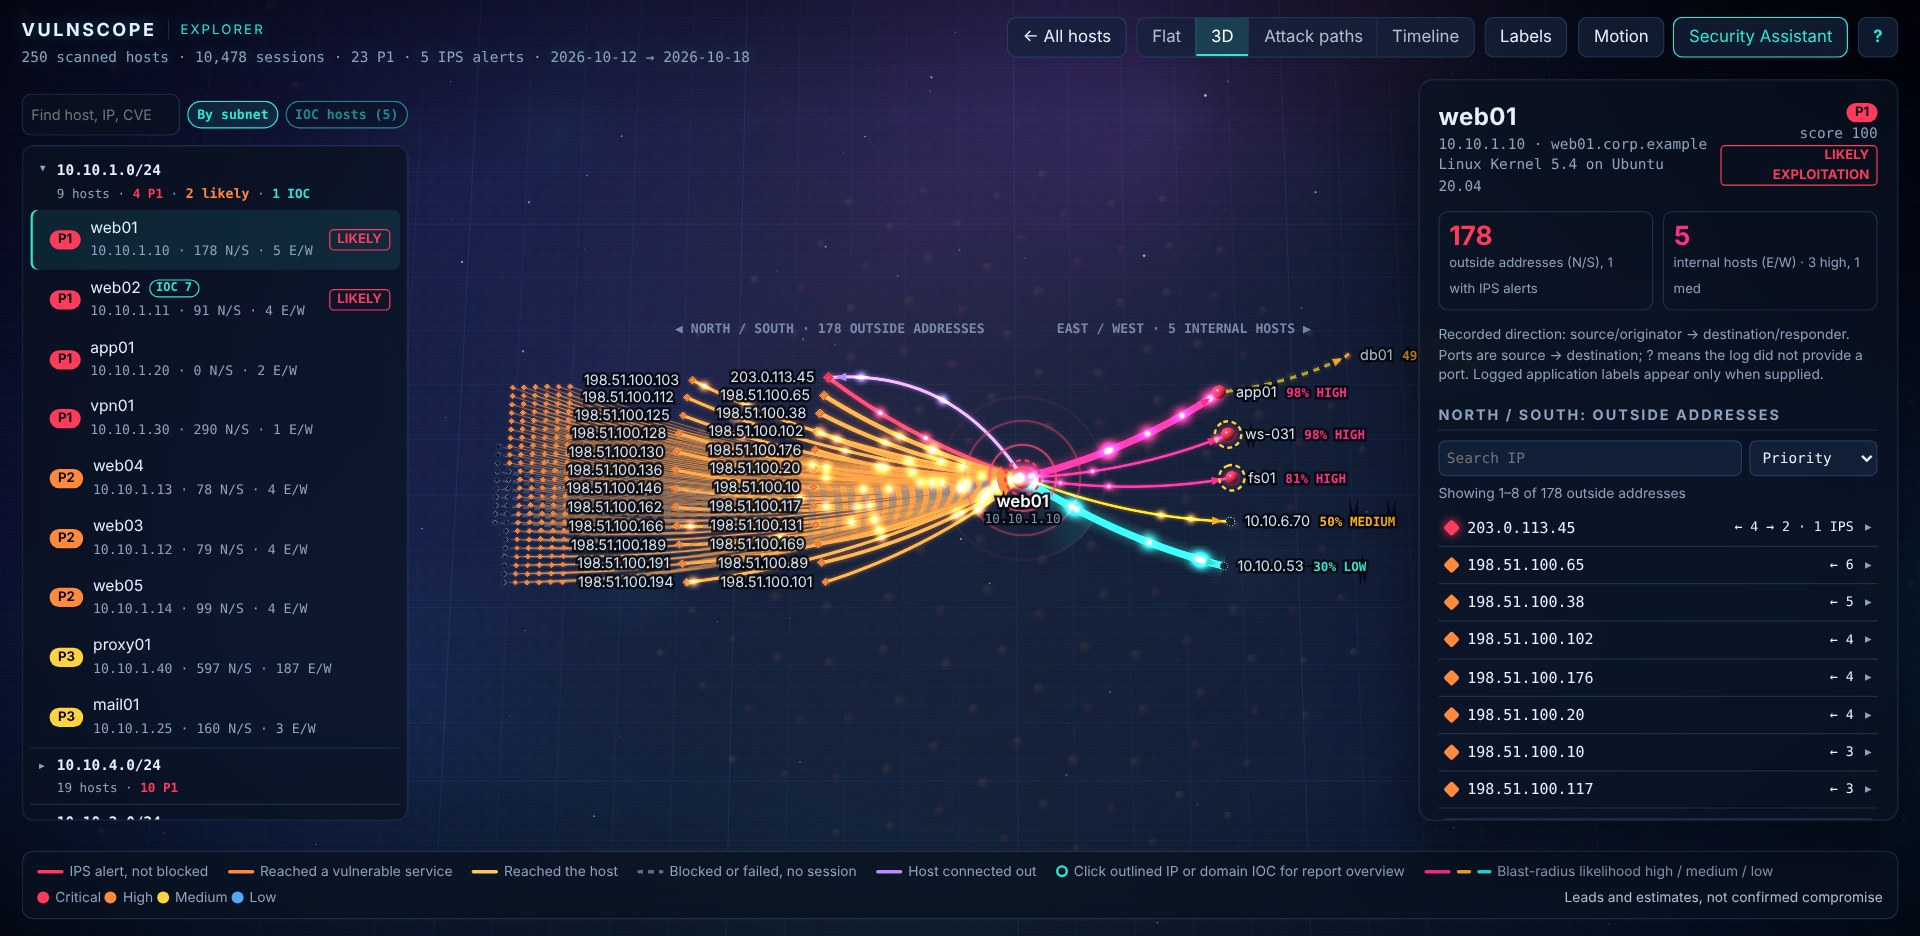 VULNSCOPE EXPLORER
250 scanned hosts · 10,478 sessions · 23 P1 · 5 IPS alerts · 2026-10-12 → 2026-10-18
← All hosts
Flat
3D
Attack paths
Timeline
Labels
Motion
Security Assistant
?
Find host, IP, CVE
By subnet
IOC hosts (5)
▾ 10.10.1.0/24
9 hosts · 4 P1 · 2 likely · 1 IOC
P1 web01
10.10.1.10 · 178 N/S · 5 E/W
LIKELY
P1 web02 IOC 7
10.10.1.11 · 91 N/S · 4 E/W
LIKELY
P1 app01
10.10.1.20 · 0 N/S · 2 E/W
P1 vpn01
10.10.1.30 · 290 N/S · 1 E/W
P2 web04
10.10.1.13 · 78 N/S · 4 E/W
P2 web03
10.10.1.12 · 79 N/S · 4 E/W
P2 web05
10.10.1.14 · 99 N/S · 4 E/W
P3 proxy01
10.10.1.40 · 597 N/S · 187 E/W
P3 mail01
10.10.1.25 · 160 N/S · 3 E/W
▸ 10.10.4.0/24
19 hosts · 10 P1
◀ NORTH / SOUTH · 178 OUTSIDE ADDRESSES
EAST / WEST · 5 INTERNAL HOSTS ▶
198.51.100.103
198.51.100.112
198.51.100.125
198.51.100.128
198.51.100.130
198.51.100.136
198.51.100.146
198.51.100.162
198.51.100.166
198.51.100.189
198.51.100.191
198.51.100.194
203.0.113.45
198.51.100.65
198.51.100.38
198.51.100.102
198.51.100.176
198.51.100.20
198.51.100.10
198.51.100.117
198.51.100.131
198.51.100.169
198.51.100.89
198.51.100.101
web01
10.10.1.10
db01 49
app01 98% HIGH
ws-031 98% HIGH
fs01 81% HIGH
10.10.6.70 50% MEDIUM
10.10.0.53 30% LOW
web01
P1
score 100
10.10.1.10 · web01.corp.example
Linux Kernel 5.4 on Ubuntu
20.04
LIKELY
EXPLOITATION
178
outside addresses (N/S), 1
with IPS alerts
5
internal hosts (E/W) · 3 high, 1
med
Recorded direction: source/originator → destination/responder.
Ports are source → destination; ? means the log did not provide a
port. Logged application labels appear only when supplied.
NORTH / SOUTH: OUTSIDE ADDRESSES
Search IP
Priority
Showing 1–8 of 178 outside addresses
203.0.113.45 ← 4 → 2 · 1 IPS ▸
198.51.100.65 ← 6 ▸
198.51.100.38 ← 5 ▸
198.51.100.102 ← 4 ▸
198.51.100.176 ← 4 ▸
198.51.100.20 ← 4 ▸
198.51.100.10 ← 3 ▸
198.51.100.117 ← 3 ▸
IPS alert, not blocked
Reached a vulnerable service
Reached the host
Blocked or failed, no session
Host connected out
Click outlined IP or domain IOC for report overview
Blast-radius likelihood high / medium / low
Critical
High
Medium
Low
Leads and estimates, not confirmed compromise